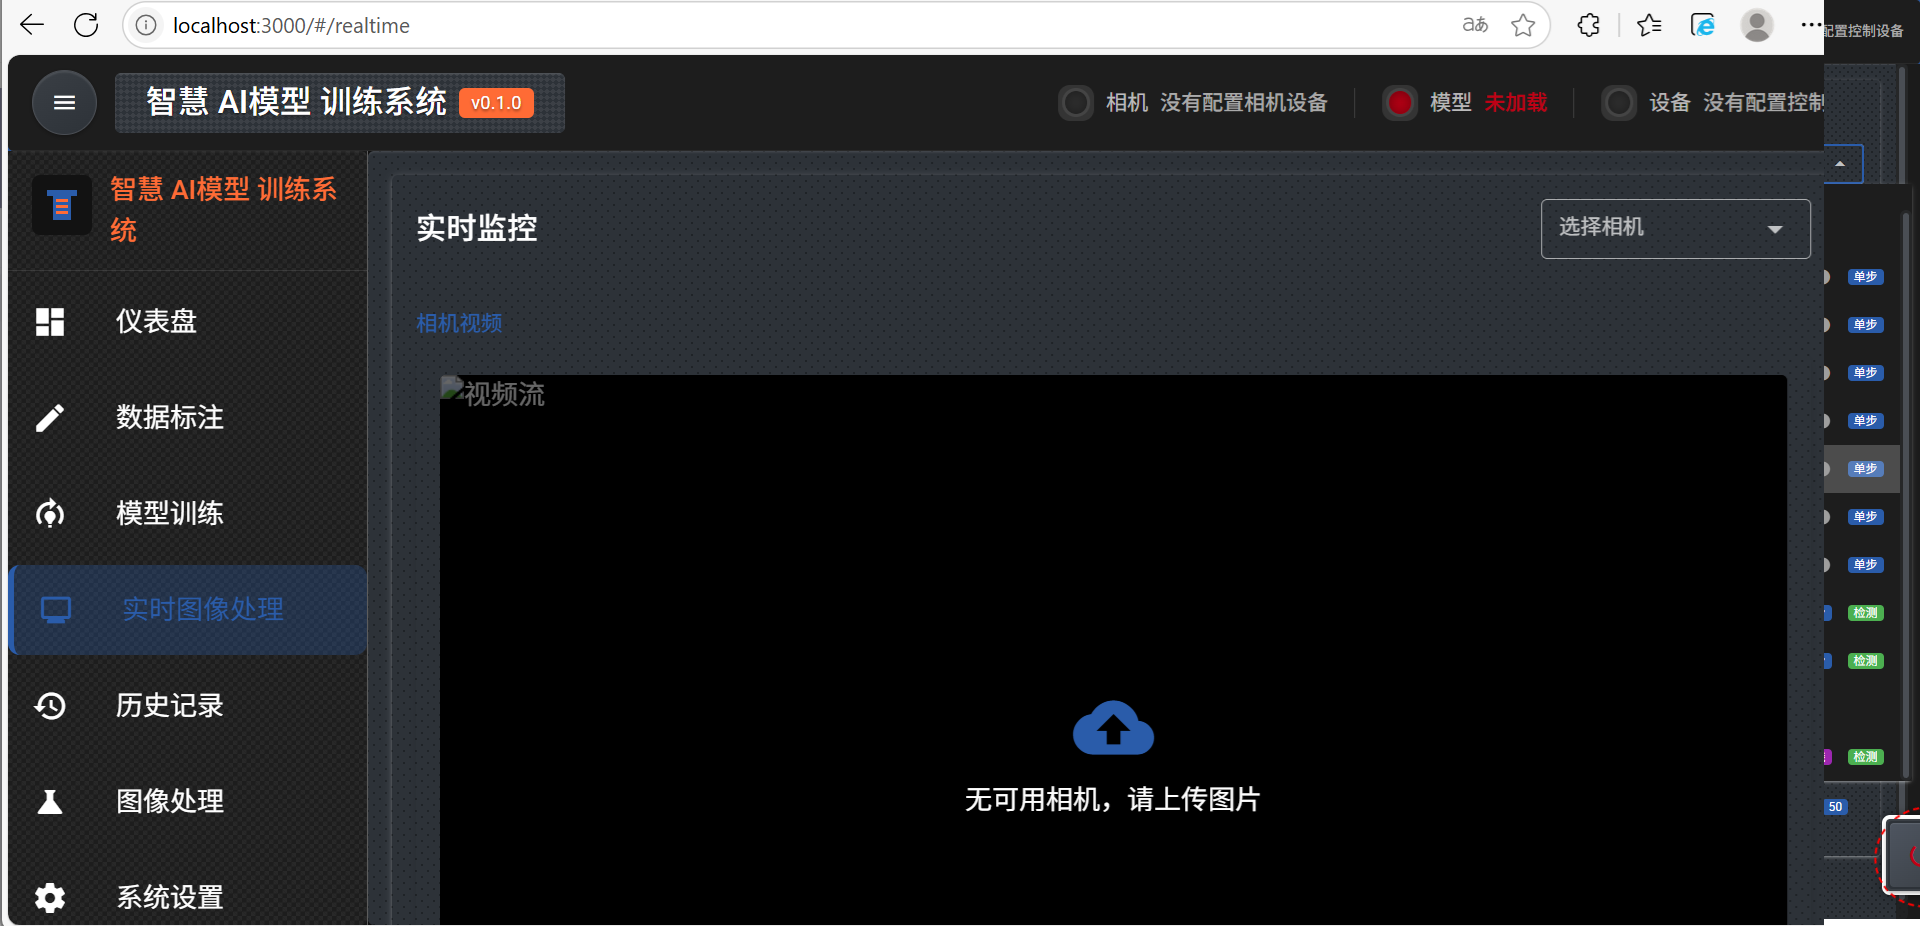 localhost:3000/#/realtime
aあ
配置控制设备
智慧 AI模型 训练系统 v0.1.0
相机 没有配置相机设备
模型 未加载
设备 没有配置控制
智慧 AI模型 训练系
统
实时监控
选择相机
仪表盘
相机视频
视频流
数据标注
模型训练
实时图像处理
历史记录
无可用相机，请上传图片
图像处理
系统设置
单步
单步
单步
单步
单步
单步
单步
检测
检测
检测
50